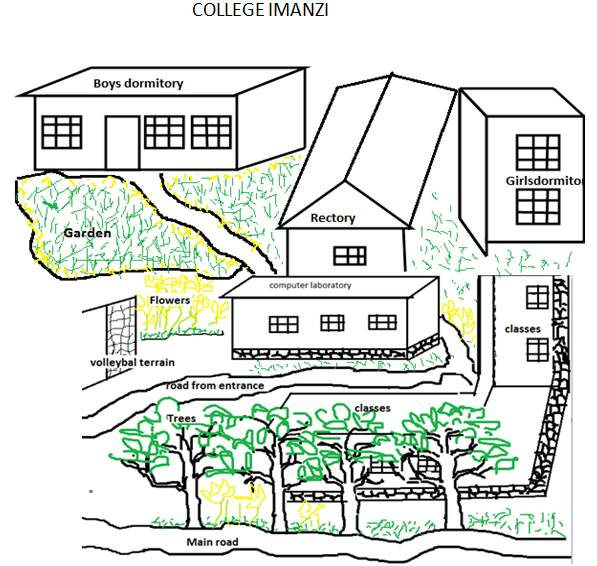 COLLEGE IMANZI
Boys dormitory
Girlsdormitor
Rectory
Garden
computer laboratory
Flowers
classes
volleybal terrain
road from entrance
classes
Trees
Main road